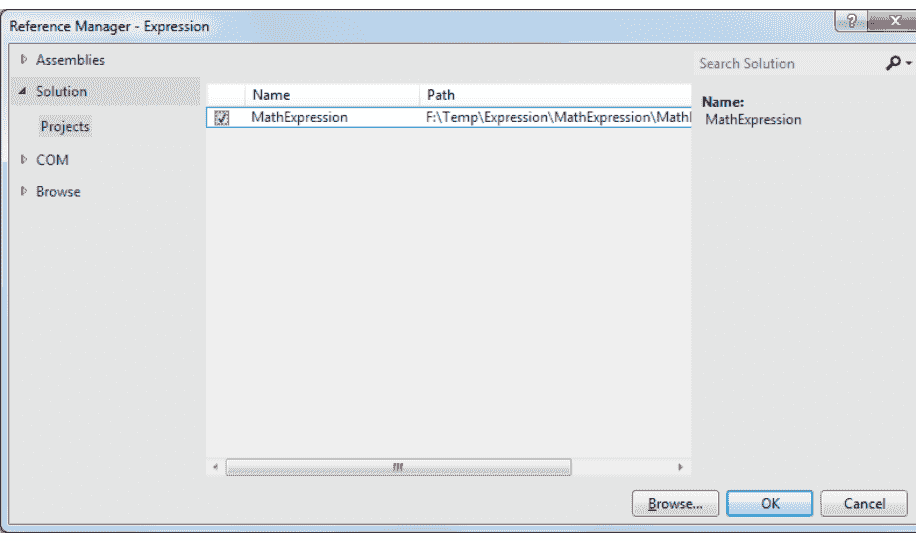 Reference Manager - Expression
Assemblies
Solution
Projects
COM
Browse
Name Path
MathExpression F:\Temp\Expression\MathExpression\Math
Search Solution
Name:
MathExpression
Browse... OK Cancel